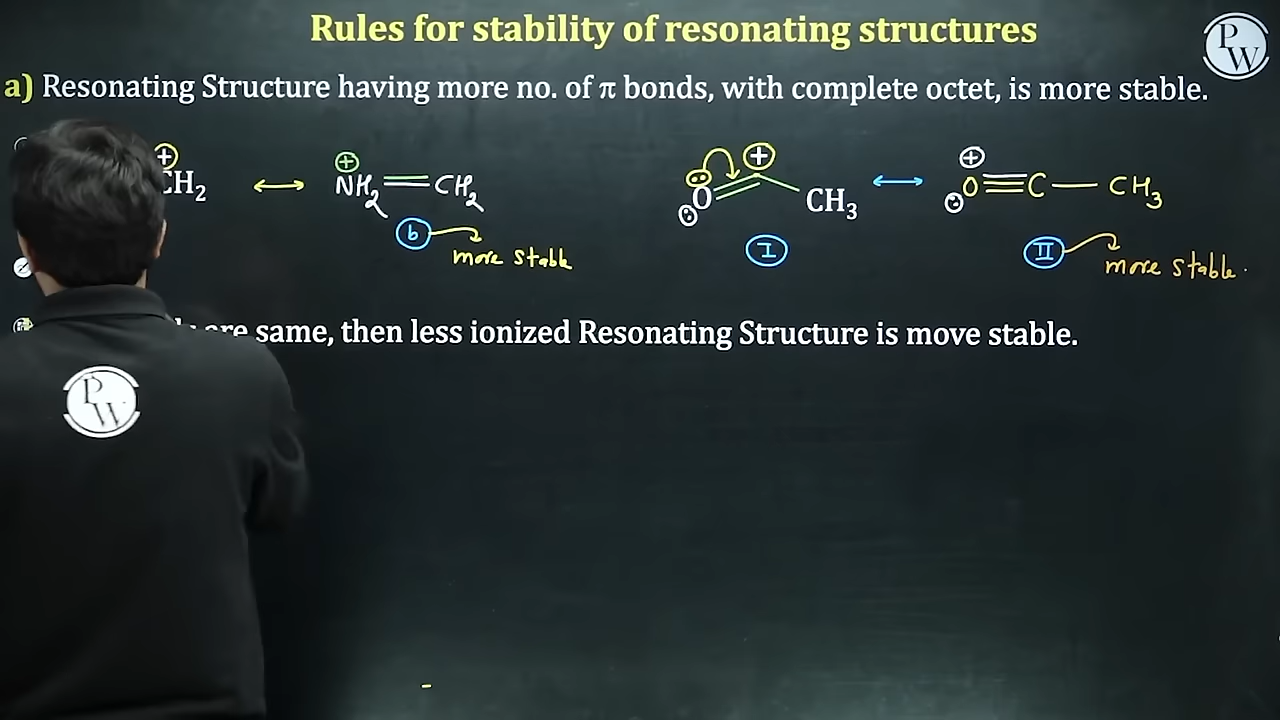 Rules for stability of resonating structures
P
W
a) Resonating Structure having more no. of π bonds, with complete octet, is more stable.
⊕
CH₂ ↔ ⊕NH₂=CH₂
b more stable
O ⊕ CH₃ ↔ ⊕O≡C—CH₃
I
II more stable.
are same, then less ionized Resonating Structure is move stable.
P
W